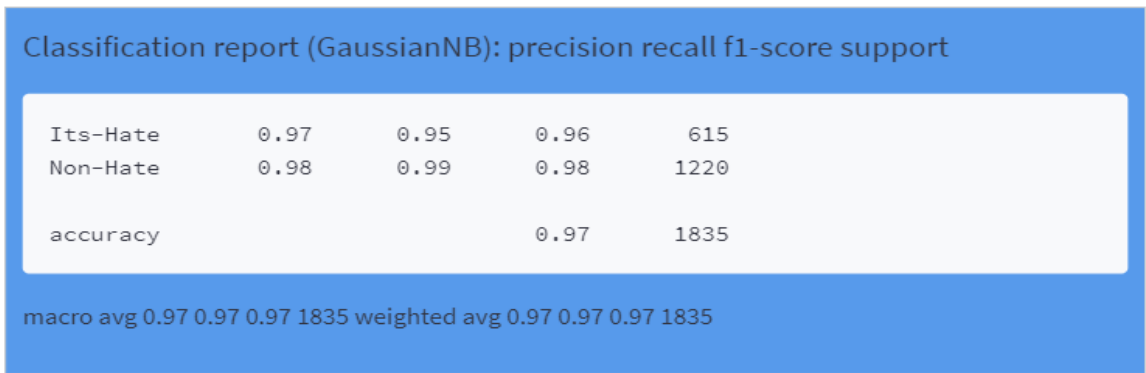 Classification report (GaussianNB): precision recall f1-score support
Its-Hate 0.97 0.95 0.96 615
Non-Hate 0.98 0.99 0.98 1220
accuracy 0.97 1835
macro avg 0.97 0.97 0.97 1835 weighted avg 0.97 0.97 0.97 1835